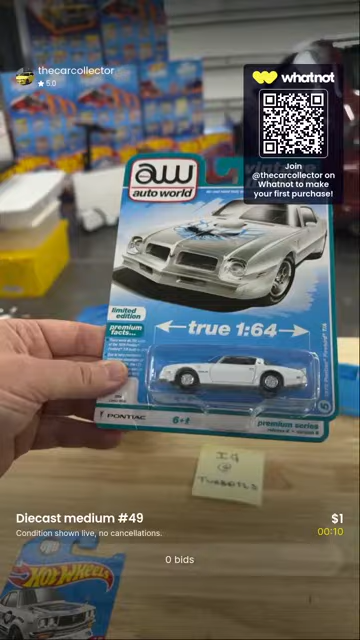 thecarcollector
★ 5.0
whatnot
Join
@thecarcollector on
Whatnot to make
your first purchase!
aw
auto world
vintage
limited
edition
premium
facts...
true 1:64
PONTIAC
6+
premium series
I.G
@
Diecast medium #49
$1
Condition shown live, no cancellations.
00:10
0 bids
HOT WHEELS